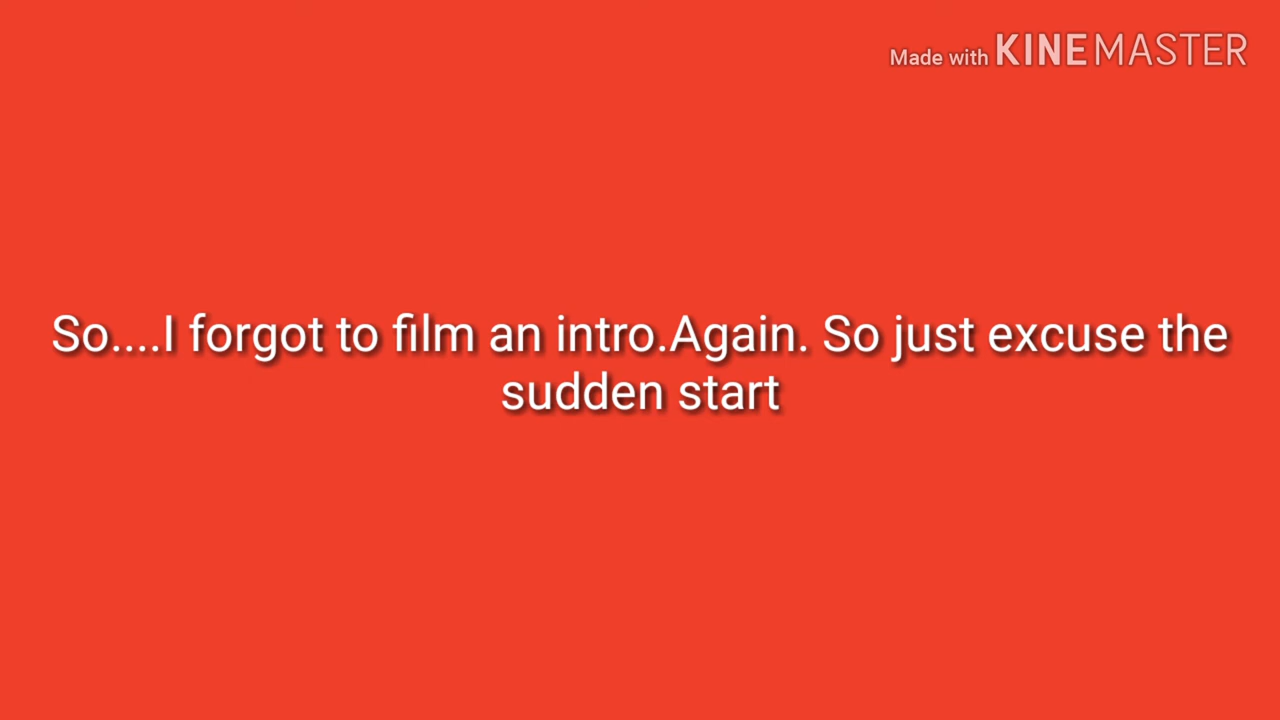 Made with KINEMASTER
So....I forgot to film an intro.Again. So just excuse the
sudden start